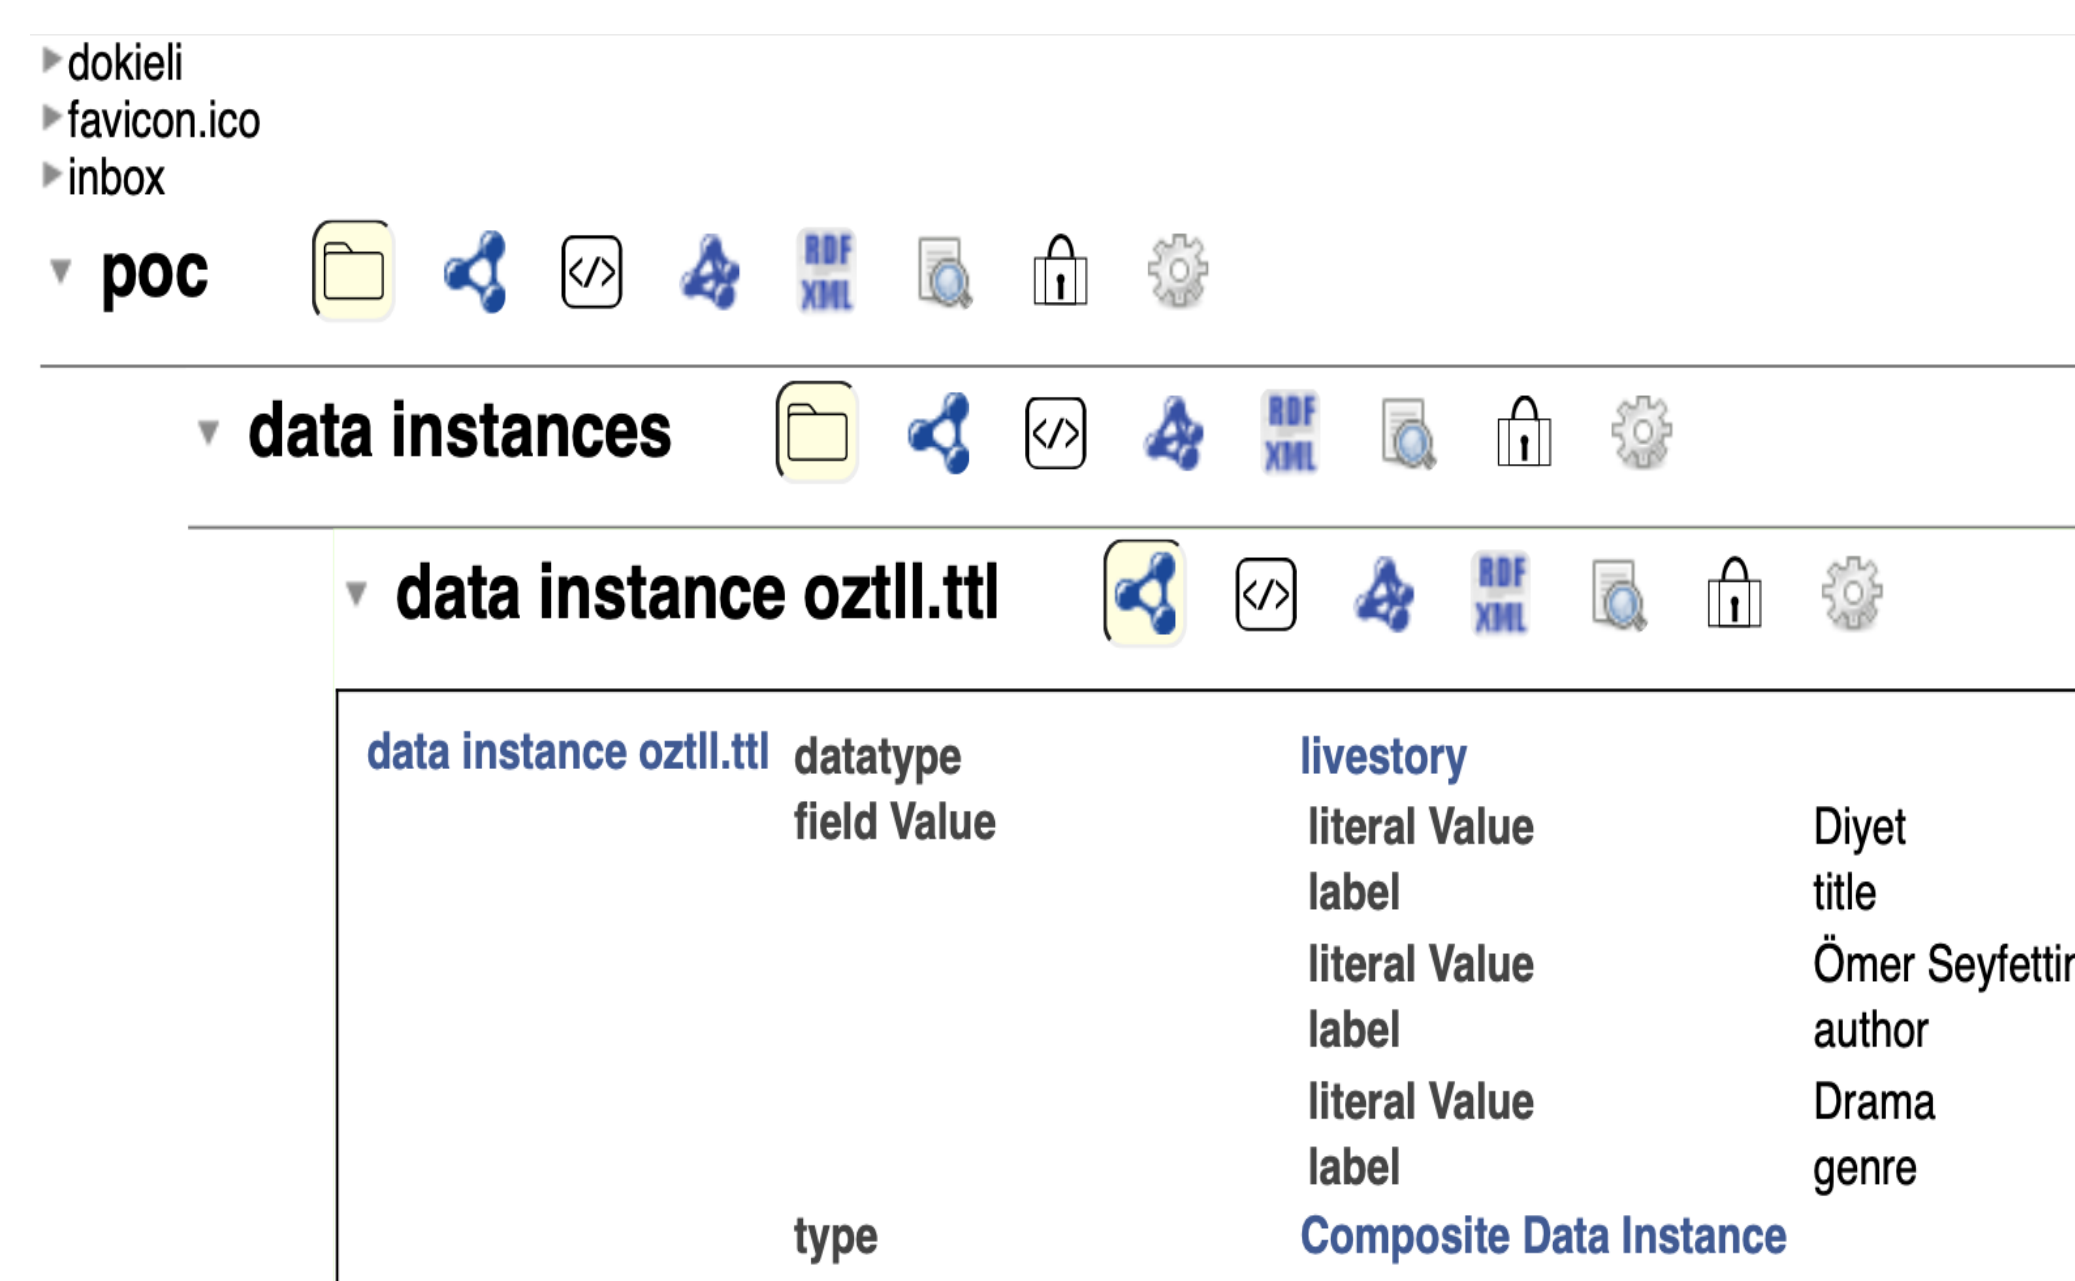 dokieli
favicon.ico
inbox
poc </> RDF XML
data instances </> RDF XML
data instance oztll.ttl </> RDF XML
data instance oztll.ttl datatype livestory
field Value literal Value Diyet
label title
literal Value Ömer Seyfettin
label author
literal Value Drama
label genre
type Composite Data Instance